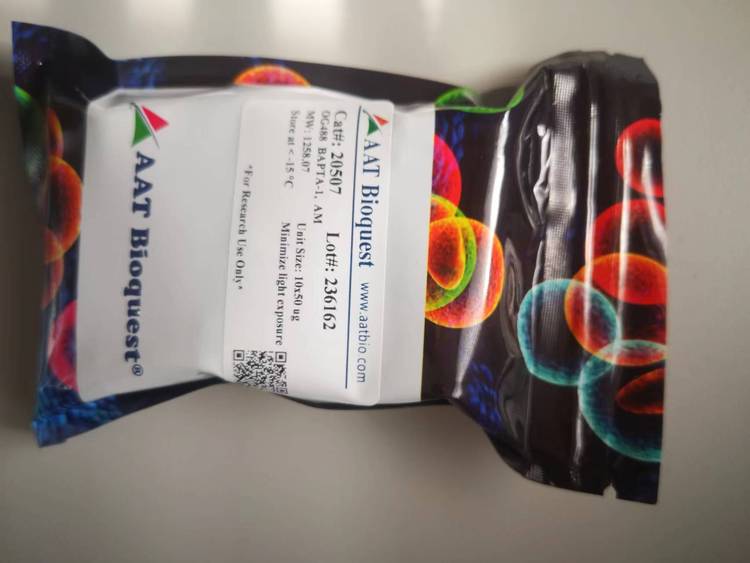 AAT Bioquest www.aatbio.com
Cat#: 20507 Lot#: 236162
OG488 BAPTA-1, AM
MW: 1258.07 Unit Size: 10x50 ug
Store at < -15 °C Minimize light exposure
*For Research Use Only*
AAT Bioquest®